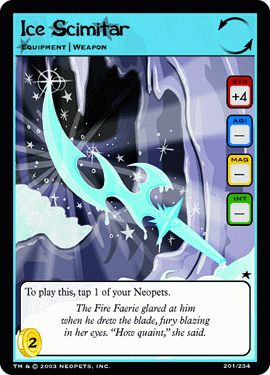 Ice Scimitar
Equipment | Weapon
STR
+4
AGI
–
MAG
–
INT
–
To play this, tap 1 of your Neopets.
The Fire Faerie glared at him
when he drew the blade, fury blazing
in her eyes. “How quaint,” she said.
2
TM & © 2003 NEOPETS, INC.
201/234